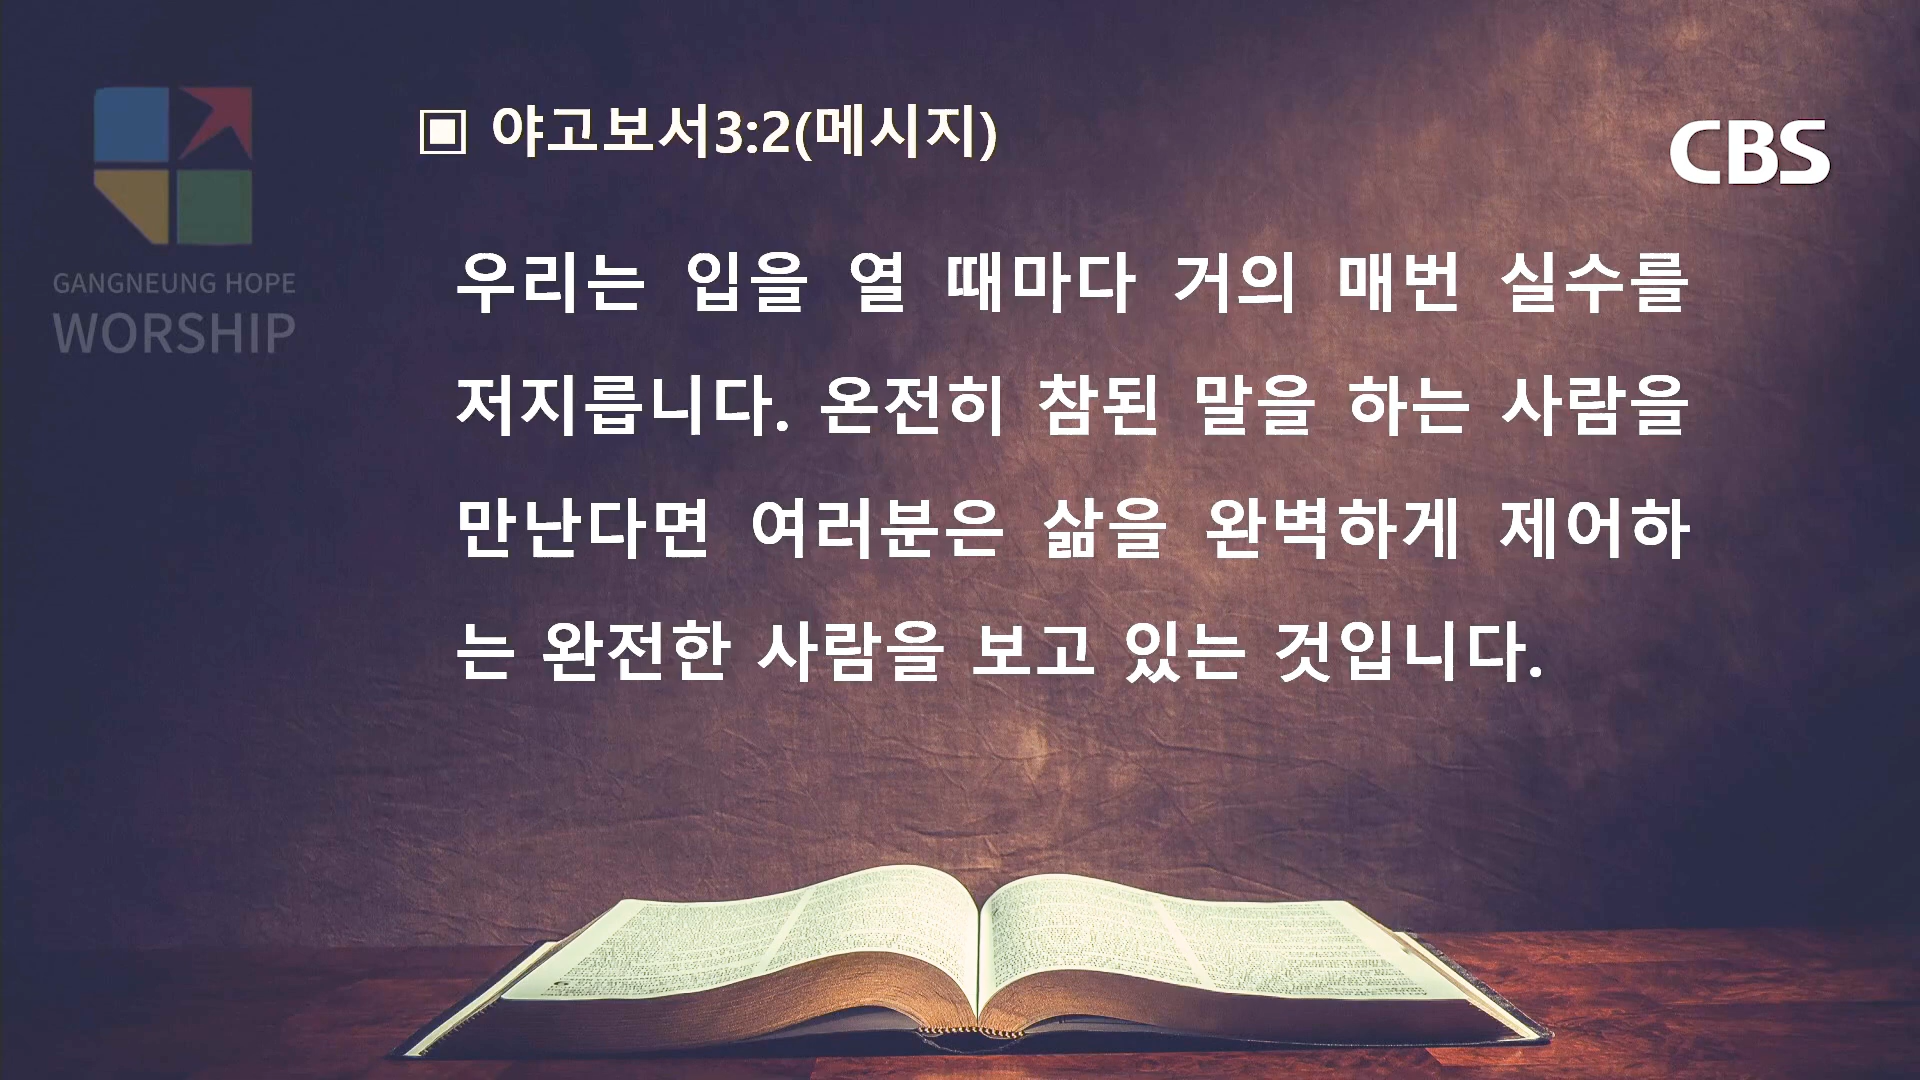 ▣ 야고보서3:2(메시지)
CBS
GANGNEUNG HOPE
WORSHIP
우리는 입을 열 때마다 거의 매번 실수를
저지릅니다. 온전히 참된 말을 하는 사람을
만난다면 여러분은 삶을 완벽하게 제어하
는 완전한 사람을 보고 있는 것입니다.